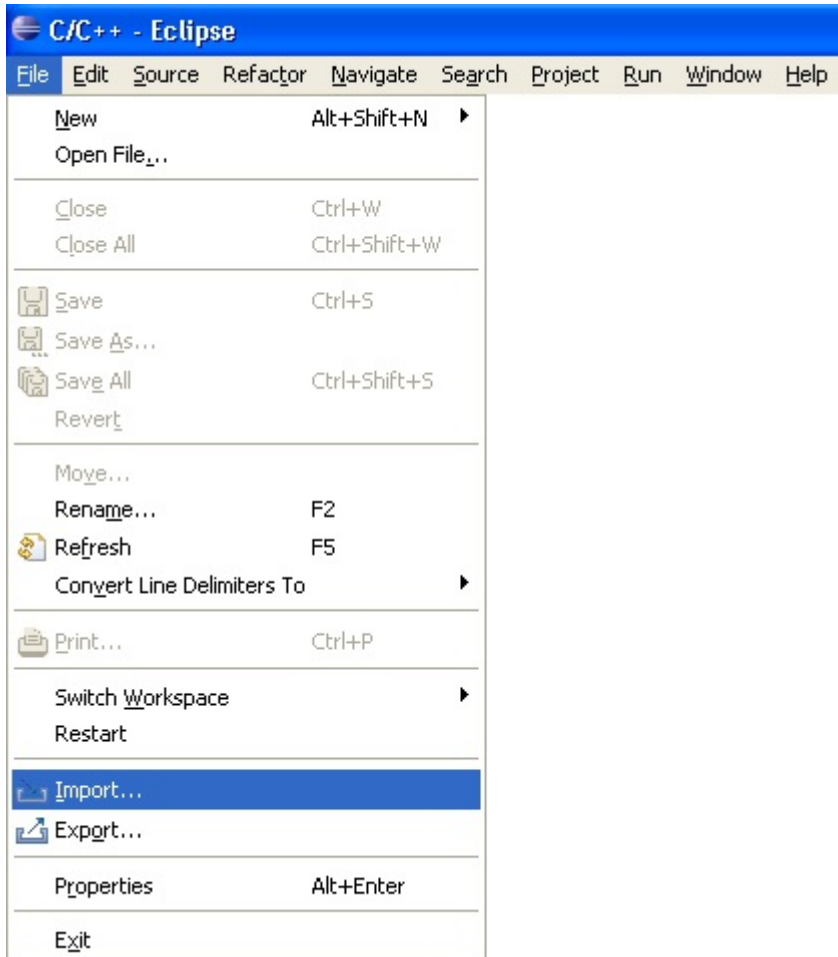 C/C++ - Eclipse
File Edit Source Refactor Navigate Search Project Run Window Help
New Alt+Shift+N
Open File...
Close Ctrl+W
Close All Ctrl+Shift+W
Save Ctrl+S
Save As...
Save All Ctrl+Shift+S
Revert
Move...
Rename... F2
Refresh F5
Convert Line Delimiters To
Print... Ctrl+P
Switch Workspace
Restart
Import...
Export...
Properties Alt+Enter
Exit